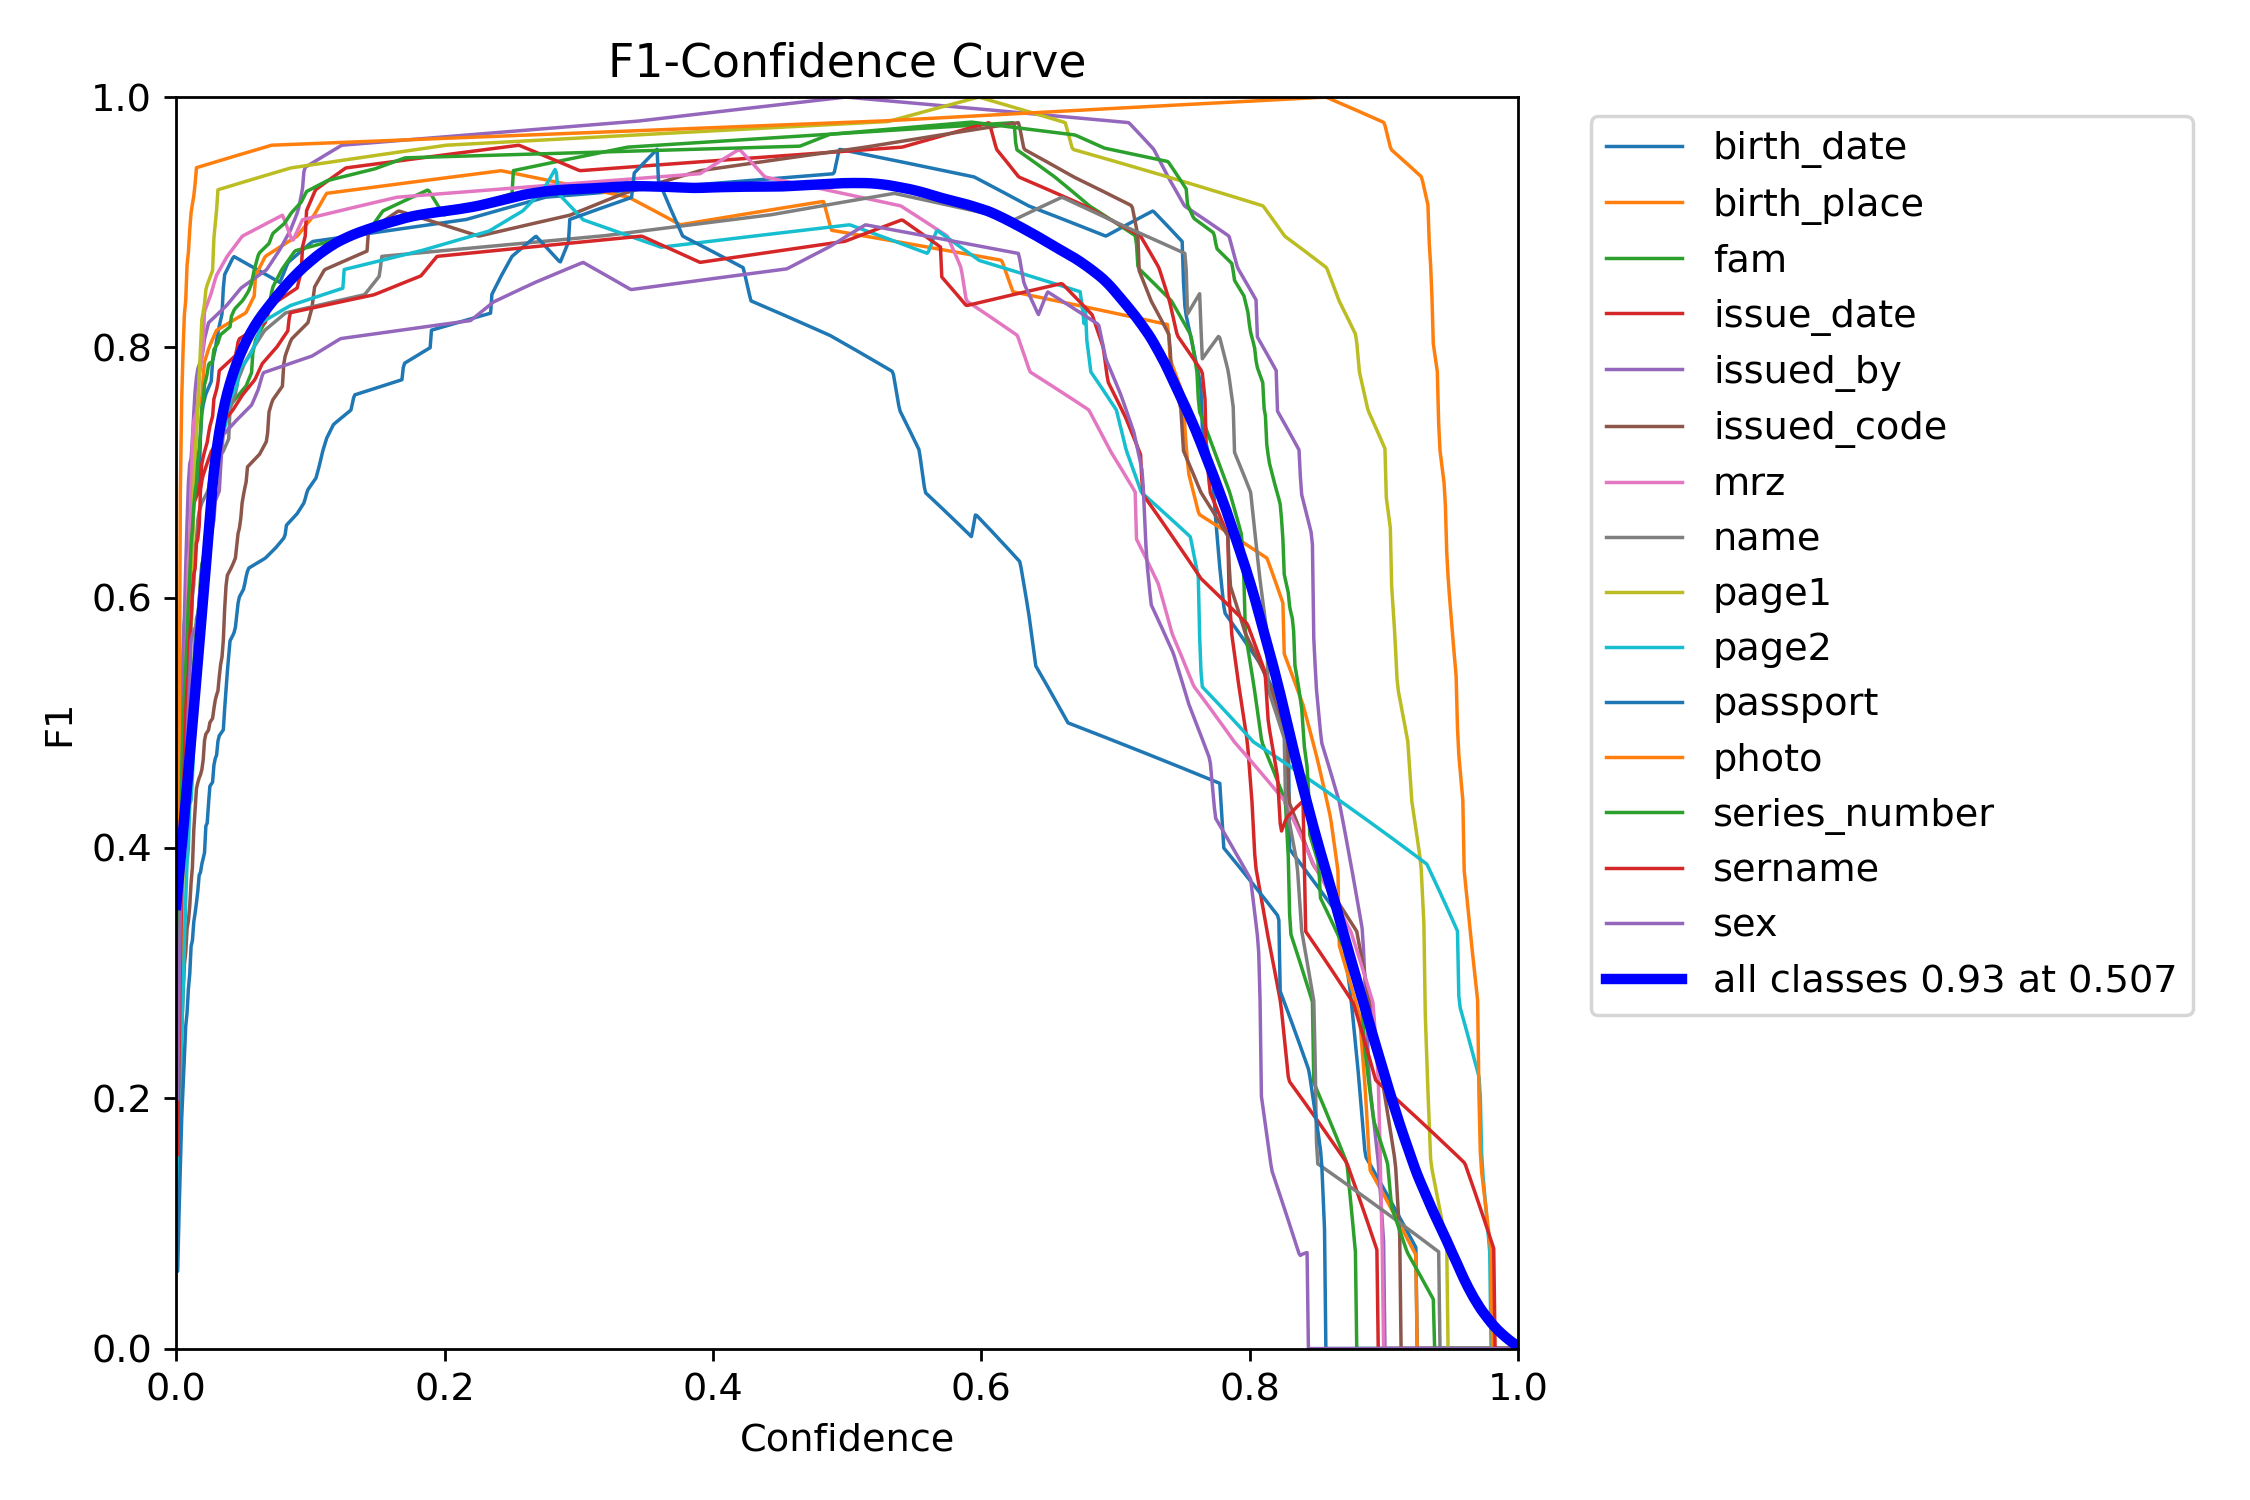 F1-Confidence Curve
1.0
0.8
0.6
0.4
0.2
0.0
F1
0.0 0.2 0.4 0.6 0.8 1.0
Confidence
birth_date
birth_place
fam
issue_date
issued_by
issued_code
mrz
name
page1
page2
passport
photo
series_number
sername
sex
all classes 0.93 at 0.507